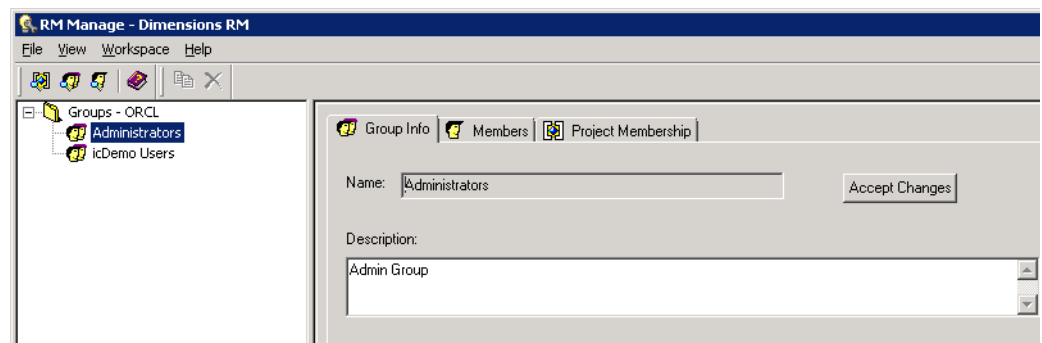 RM Manage - Dimensions RM
File View Workspace Help
Groups - ORCL
Administrators
icDemo Users
Group Info Members Project Membership
Name: Administrators Accept Changes
Description:
Admin Group